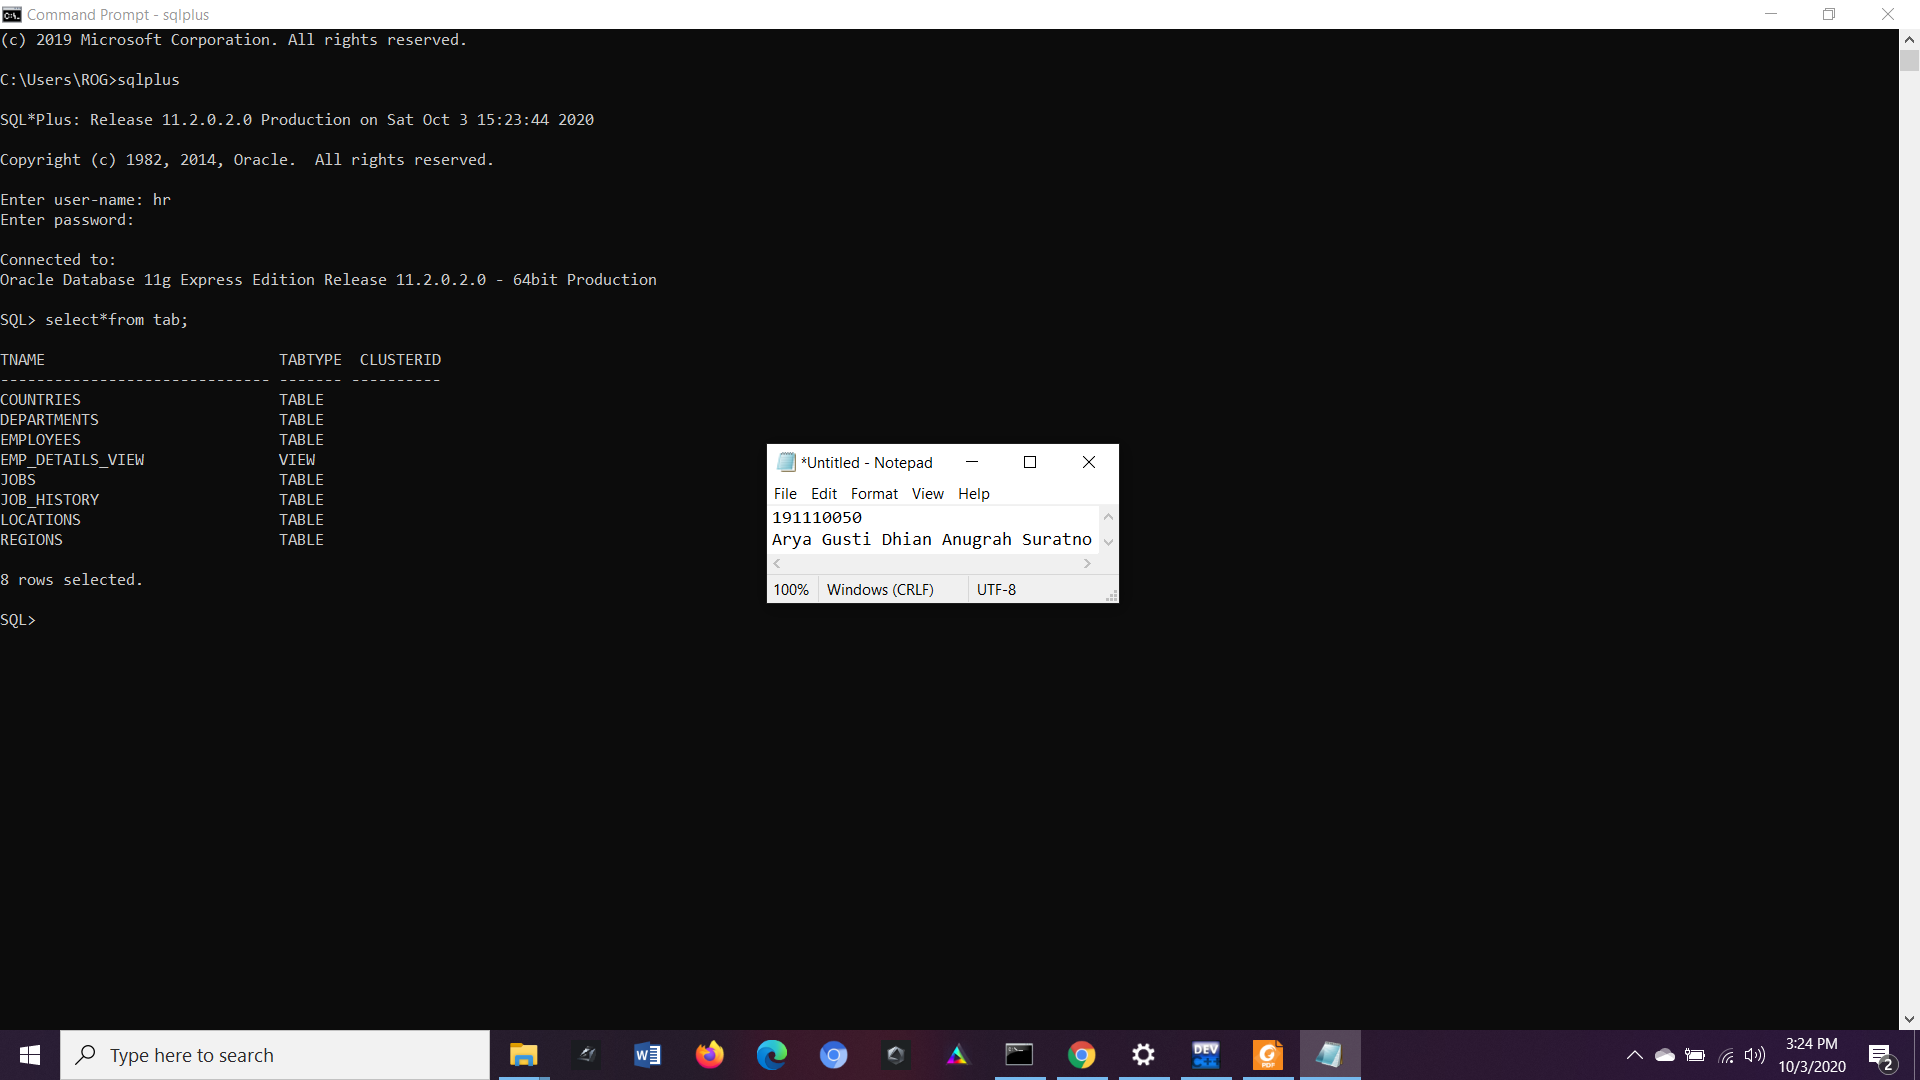 Command Prompt - sqlplus
(c) 2019 Microsoft Corporation. All rights reserved.
C:\Users\ROG>sqlplus
SQL*Plus: Release 11.2.0.2.0 Production on Sat Oct 3 15:23:44 2020
Copyright (c) 1982, 2014, Oracle.  All rights reserved.
Enter user-name: hr
Enter password:
Connected to:
Oracle Database 11g Express Edition Release 11.2.0.2.0 - 64bit Production
SQL> select*from tab;
TNAME                          TABTYPE  CLUSTERID
------------------------------ ------- ----------
COUNTRIES                      TABLE
DEPARTMENTS                    TABLE
EMPLOYEES                      TABLE
EMP_DETAILS_VIEW               VIEW
JOBS                           TABLE
JOB_HISTORY                    TABLE
LOCATIONS                      TABLE
REGIONS                        TABLE
8 rows selected.
SQL>
*Untitled - Notepad
File Edit Format View Help
191110050
Arya Gusti Dhian Anugrah Suratno
100% Windows (CRLF) UTF-8
Type here to search
DEV
PDF
3:24 PM
10/3/2020
2